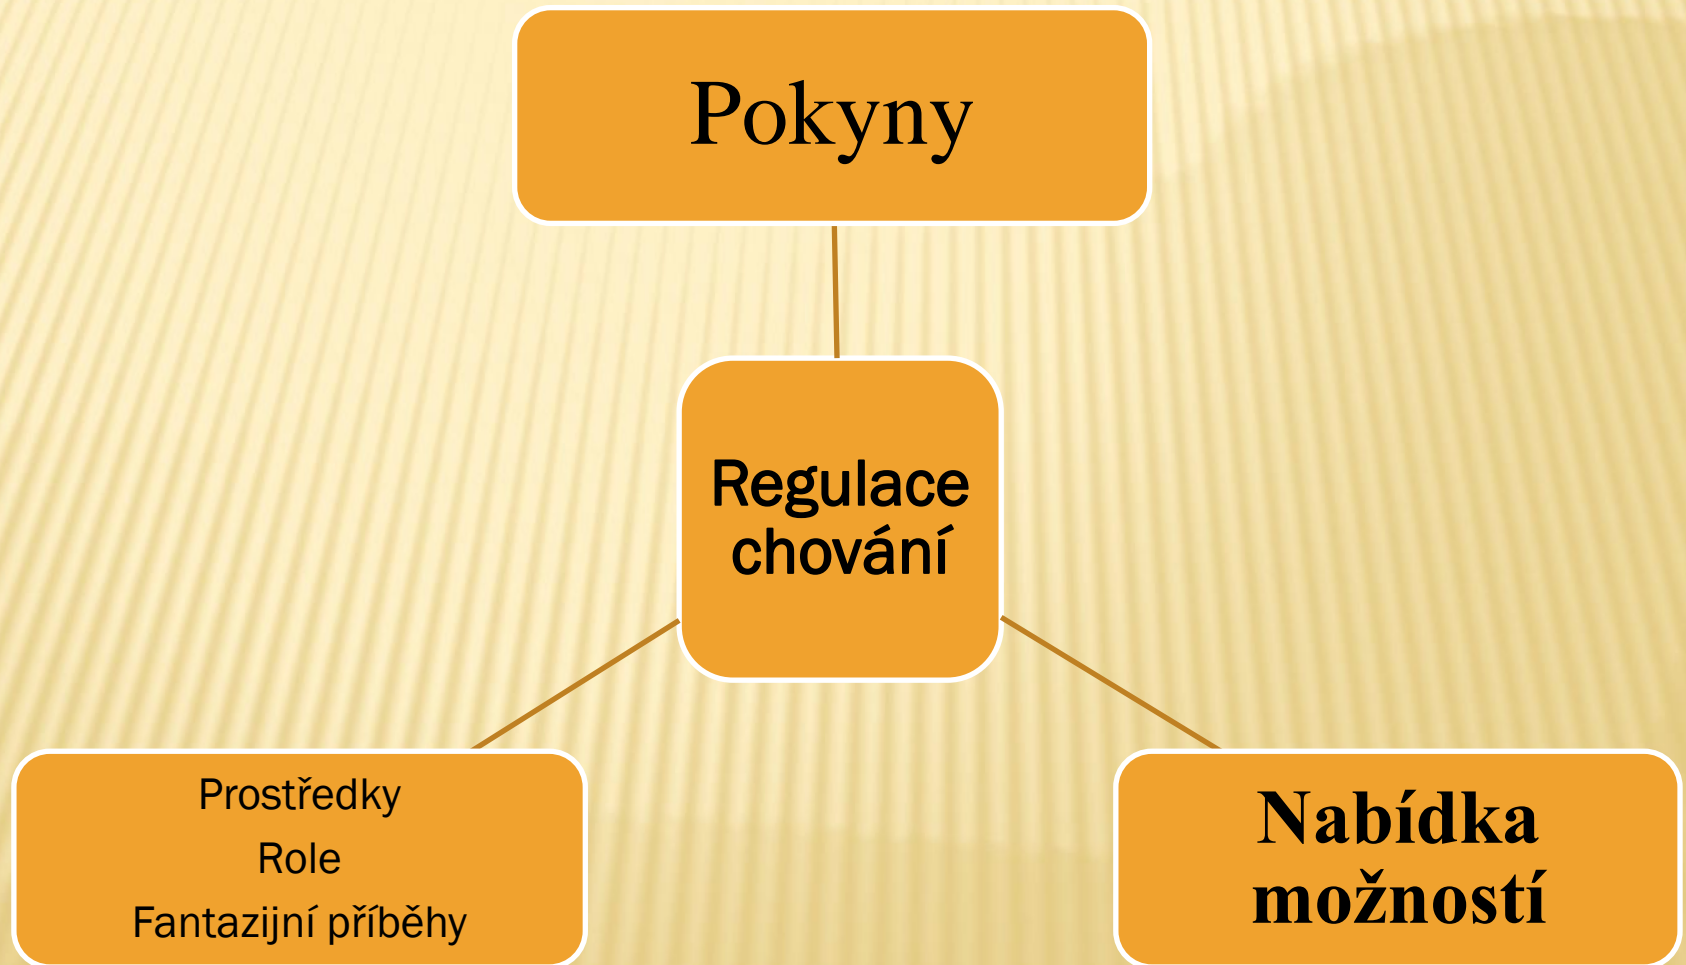 Pokyny
Regulace
chování
Prostředky
Role
Fantazijní příběhy
Nabídka
možností